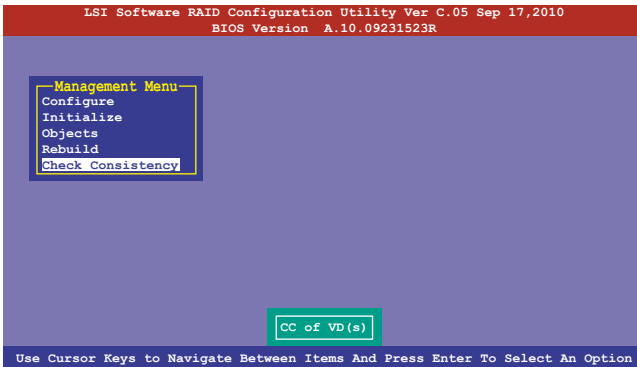 LSI Software RAID Configuration Utility Ver C.05 Sep 17,2010
BIOS Version A.10.09231523R
Management Menu
Configure
Initialize
Objects
Rebuild
Check Consistency
CC of VD(s)
Use Cursor Keys to Navigate Between Items And Press Enter To Select An Option